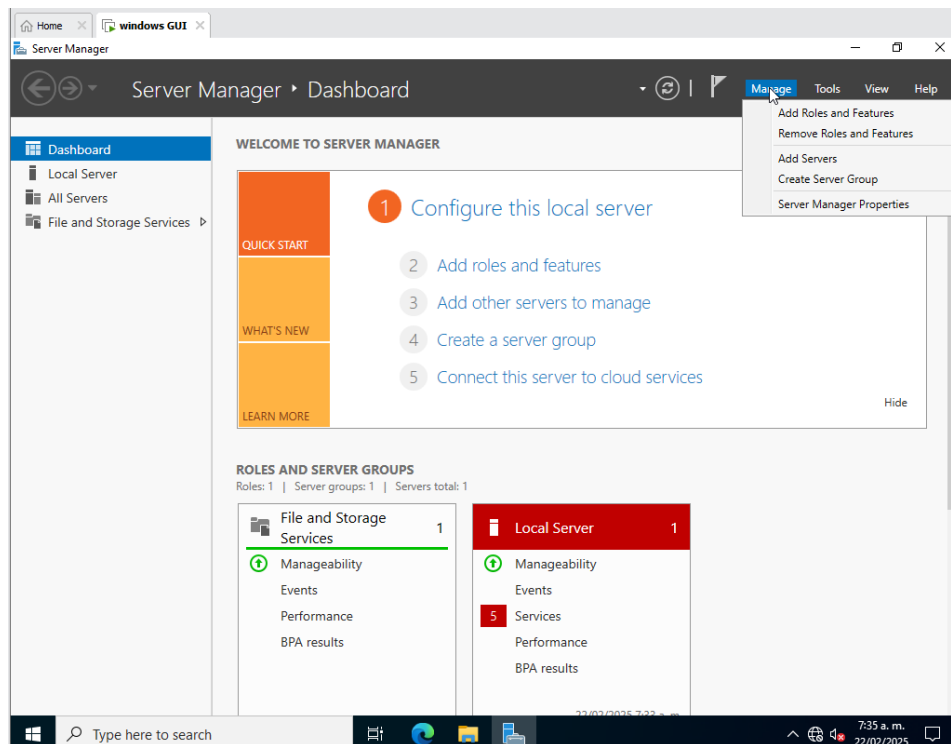 Home
windows GUI
Server Manager
Server Manager • Dashboard
Manage Tools View Help
Add Roles and Features
Remove Roles and Features
Add Servers
Create Server Group
Server Manager Properties
Dashboard
Local Server
All Servers
File and Storage Services
WELCOME TO SERVER MANAGER
QUICK START
WHAT'S NEW
LEARN MORE
1 Configure this local server
2 Add roles and features
3 Add other servers to manage
4 Create a server group
5 Connect this server to cloud services
Hide
ROLES AND SERVER GROUPS
Roles: 1 | Server groups: 1 | Servers total: 1
File and Storage Services 1
Manageability
Events
Performance
BPA results
Local Server 1
Manageability
Events
5 Services
Performance
BPA results
22/02/2025 7:33 a. m.
Type here to search
7:35 a. m.
22/02/2025